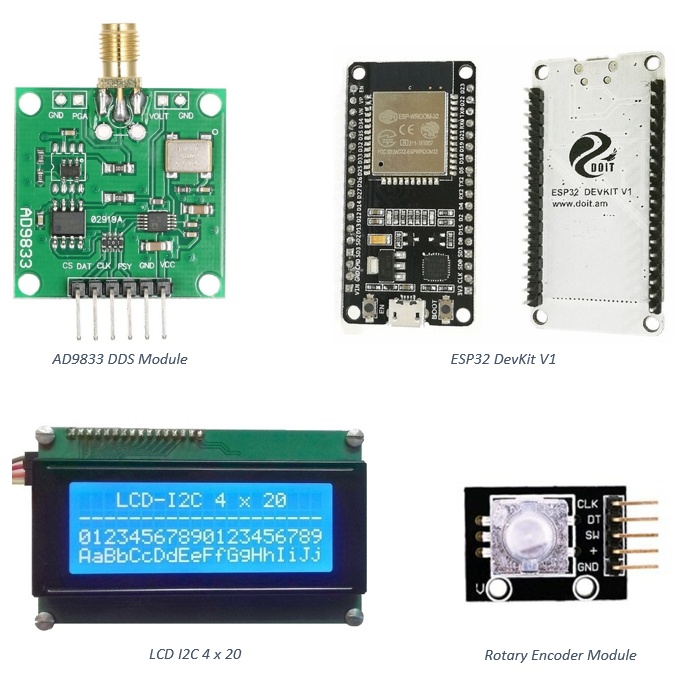 GND PGA VOUT GND
AD9833
02919A
CS DAT CLK FSY GND VCC
AD9833 DDS Module
ESP-WROOM-32
EN
BOOT
DOIT
ESP32 DEVKIT V1
www.doit.am
ESP32 DevKit V1
LCD-I2C 4 x 20
01234567890123456789
AaBbCcDdEeFfGgHhIiJj
LCD I2C 4 x 20
CLK
DT
SW
+
GND
Rotary Encoder Module